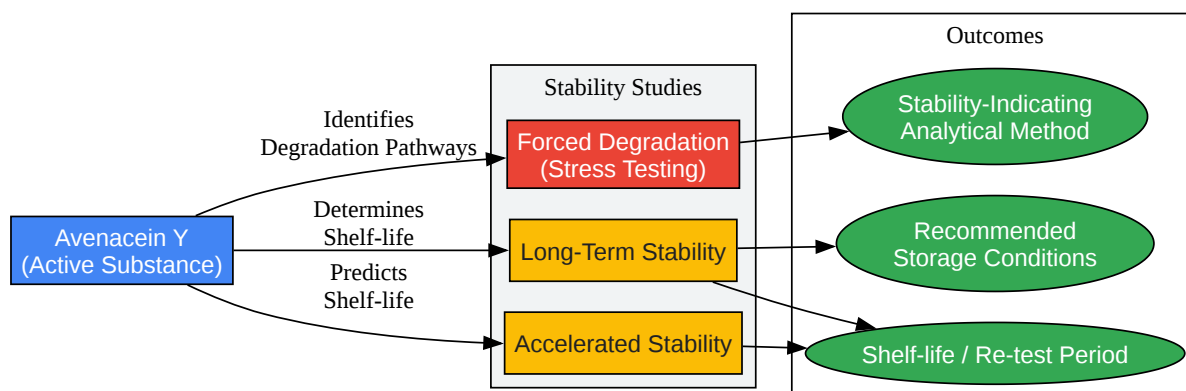 Outcomes
Stability Studies
Stability-Indicating
Analytical Method
Identifies
Degradation Pathways
Forced Degradation
(Stress Testing)
Avenacein Y
(Active Substance)
Determines
Shelf-life
Long-Term Stability
Recommended
Storage Conditions
Predicts
Shelf-life
Accelerated Stability
Shelf-life / Re-test Period